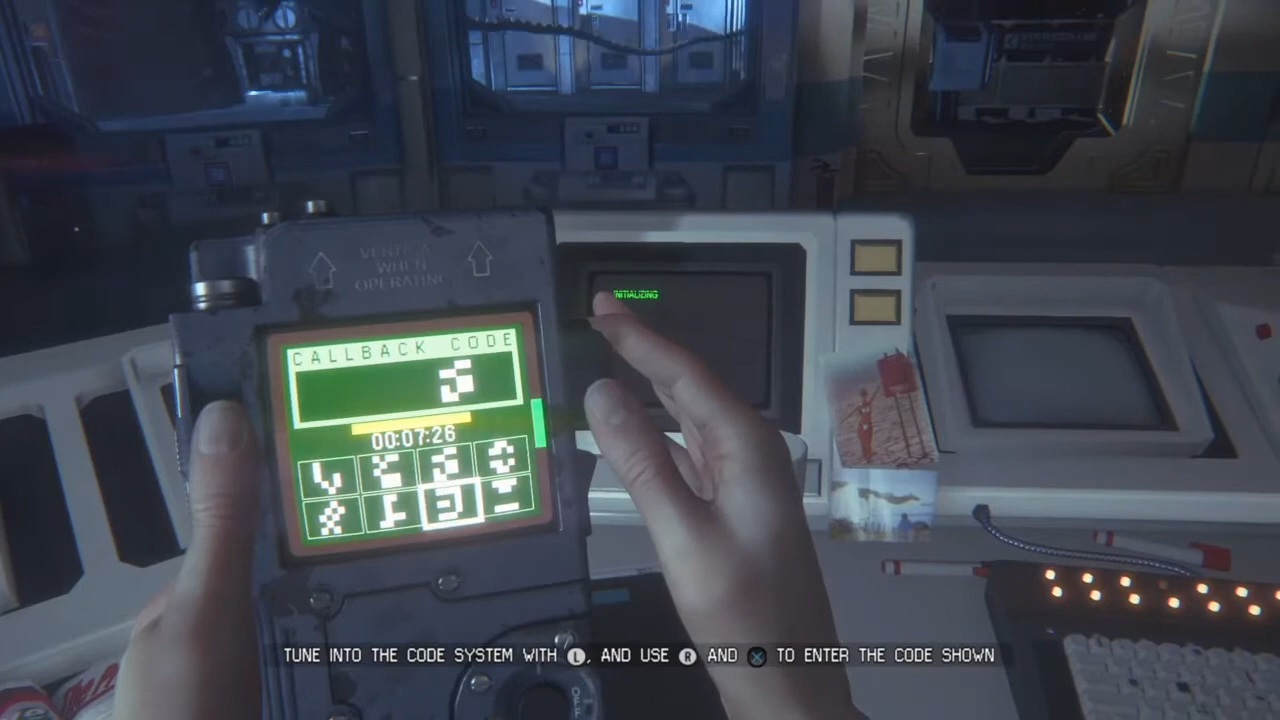 VERTICAL
WHEN
OPERATING
INITIALIZING
CALLBACK CODE
00:07:26
TUNE INTO THE CODE SYSTEM WITH L, AND USE R AND X TO ENTER THE CODE SHOWN